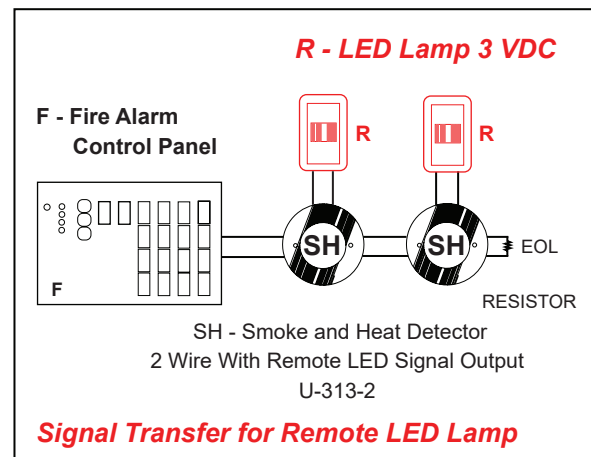 R - LED Lamp 3 VDC
F - Fire Alarm
Control Panel
R
R
F
SH
SH
EOL
RESISTOR
SH - Smoke and Heat Detector
2 Wire With Remote LED Signal Output
U-313-2
Signal Transfer for Remote LED Lamp